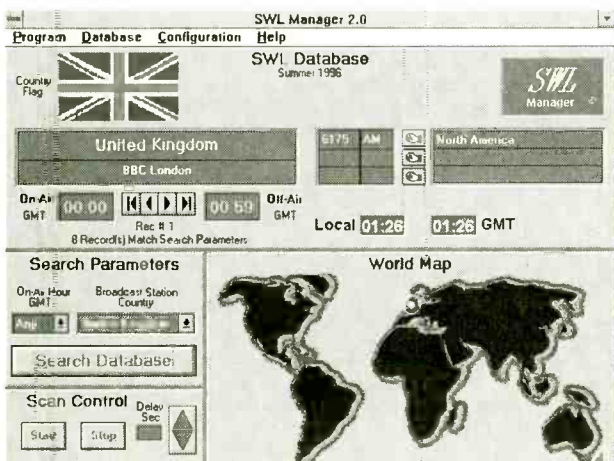 SWL Manager 2.0
Program Database Configuration Help
Country
Flag
SWL Database
Summer 1996
SWL
Manager
United Kingdom
BBC London
6175 AM
North America
On-Air
GMT
00:00
00:59
Off-Air
GMT
Rec # 1
8 Record(s) Match Search Parameters
Local 01:26
01:26 GMT
Search Parameters
On-Air Hour
GMT
Broadcast Station
Country
Any
Search Database
Scan Control
Delay
Sec
Start
Stop
World Map